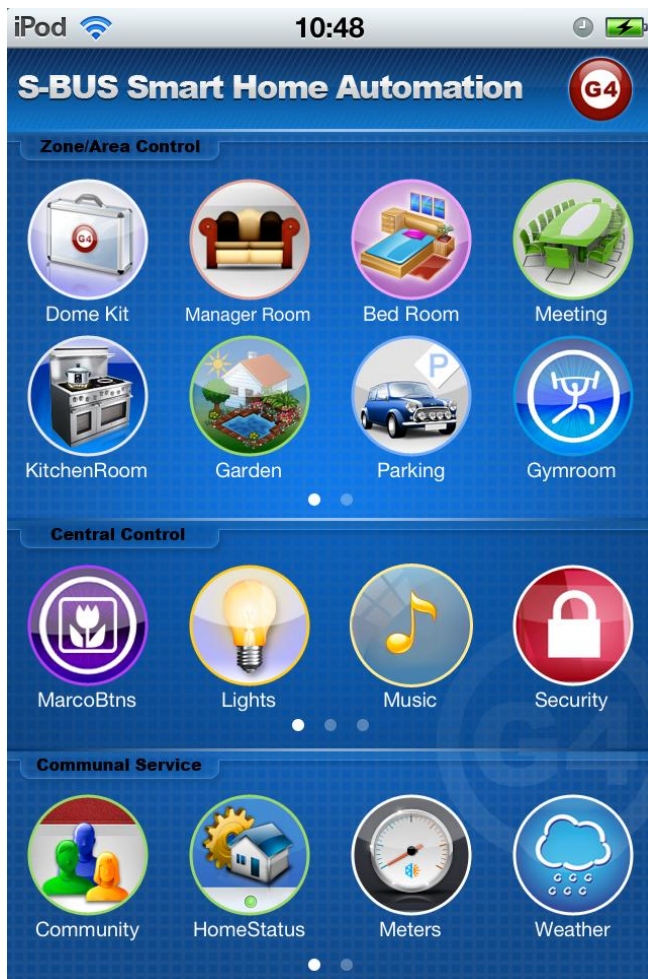 iPod 10:48
S-BUS Smart Home Automation G4
Zone/Area Control
G4
Dome Kit Manager Room Bed Room Meeting
P
KitchenRoom Garden Parking Gymroom
Central Control
MarcoBtns Lights Music Security
G4
Communal Service
Community HomeStatus Meters Weather